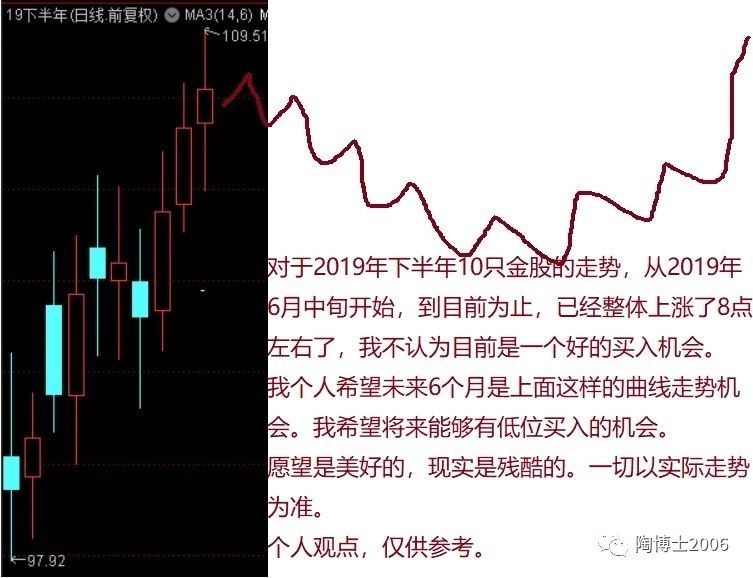 19下半年(日线.前复权) MA3(14,6) M
109.51
对于2019年下半年10只金股的走势，从2019年
6月中旬开始，到目前为止，已经整体上涨了8点
左右了，我不认为目前是一个好的买入机会。
我个人希望未来6个月是上面这样的曲线走势机
会。我希望将来能够有低位买入的机会。
愿望是美好的，现实是残酷的。一切以实际走势
为准。
个人观点，仅供参考。
陶博士2006
97.92